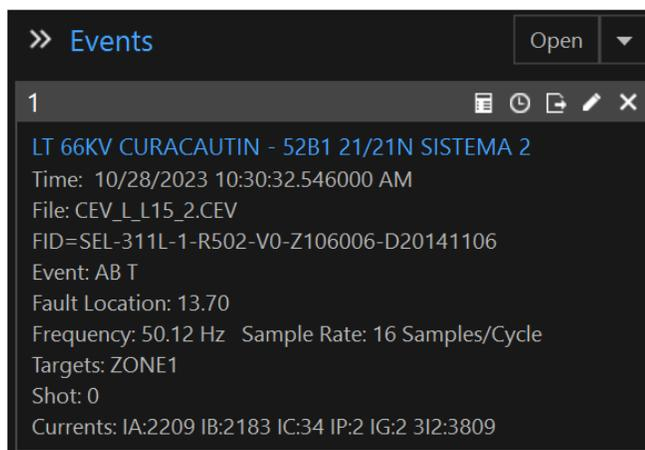 Events
Open
1
LT 66KV CURACAUTIN - 52B1 21/21N SISTEMA 2
Time:  10/28/2023 10:30:32.546000 AM
File: CEV_L_L15_2.CEV
FID=SEL-311L-1-R502-V0-Z106006-D20141106
Event: AB T
Fault Location: 13.70
Frequency: 50.12 Hz   Sample Rate: 16 Samples/Cycle
Targets: ZONE1
Shot: 0
Currents: IA:2209 IB:2183 IC:34 IP:2 IG:2 3I2:3809